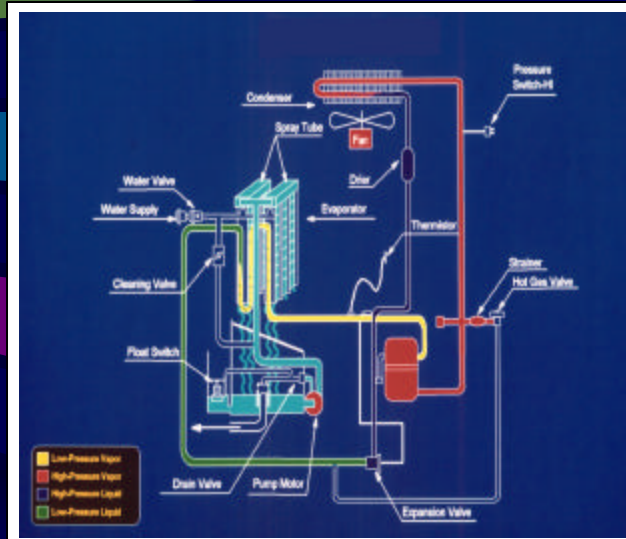 Pressure
Switch-HI
Condensor
Spray Tube
Fan
Drier
Water Valve
Water Supply
Evaporator
Thermistor
Cleaning Valve
Strainer
Hot Gas Valve
Float Switch
Low-Pressure Vapor
High-Pressure Vapor
High-Pressure Liquid
Low-Pressure Liquid
Drain Valve
Pump Motor
Expansion Valve